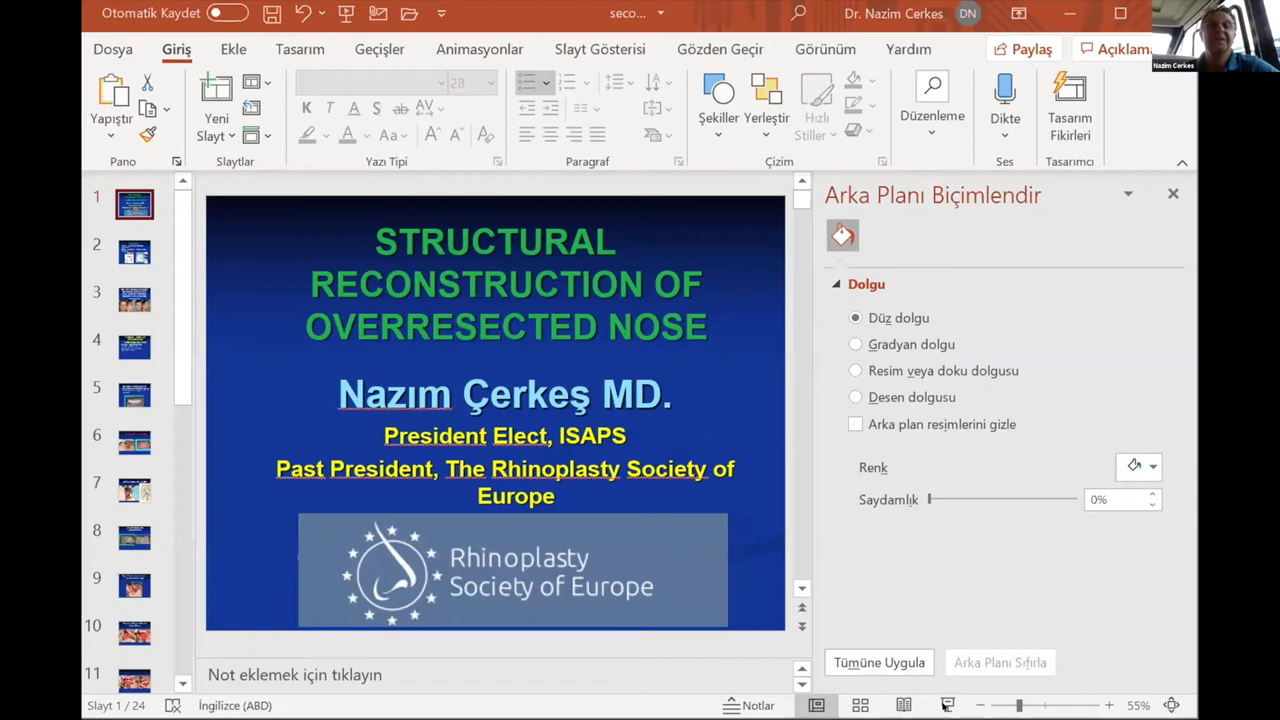 Otomatik Kaydet
seco...
Dr. Nazim Cerkes
DN
Nazim Cerkes
Dosya
Giriş
Ekle
Tasarım
Geçişler
Animasyonlar
Slayt Gösterisi
Gözden Geçir
Görünüm
Yardım
Paylaş
Açıklama
Yapıştır
Yeni
Slayt
28
K T A S ab AV
A Aa A A
Şekiller
Yerleştir
Hızlı
Stiller
Düzenleme
Dikte
Tasarım
Fikirleri
Pano
Slaytlar
Yazı Tipi
Paragraf
Çizim
Ses
Tasarımcı
1
2
3
4
5
6
7
8
9
10
11
STRUCTURAL
RECONSTRUCTION OF
OVERRESECTED NOSE
Nazım Çerkeş MD.
President Elect, ISAPS
Past President, The Rhinoplasty Society of
Europe
Rhinoplasty
Society of Europe
Not eklemek için tıklayın
Arka Planı Biçimlendir
Dolgu
Düz dolgu
Gradyan dolgu
Resim veya doku dolgusu
Desen dolgusu
Arka plan resimlerini gizle
Renk
Saydamlık
0%
Tümüne Uygula
Arka Planı Sıfırla
Slayt 1 / 24
İngilizce (ABD)
Notlar
55%